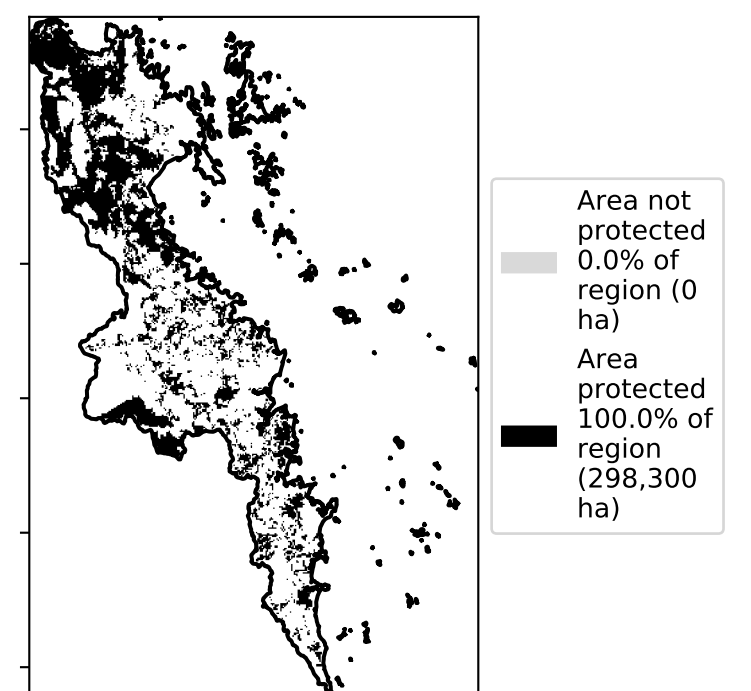 Area not
protected
0.0% of
region (0
ha)
Area
protected
100.0% of
region
(298,300
ha)